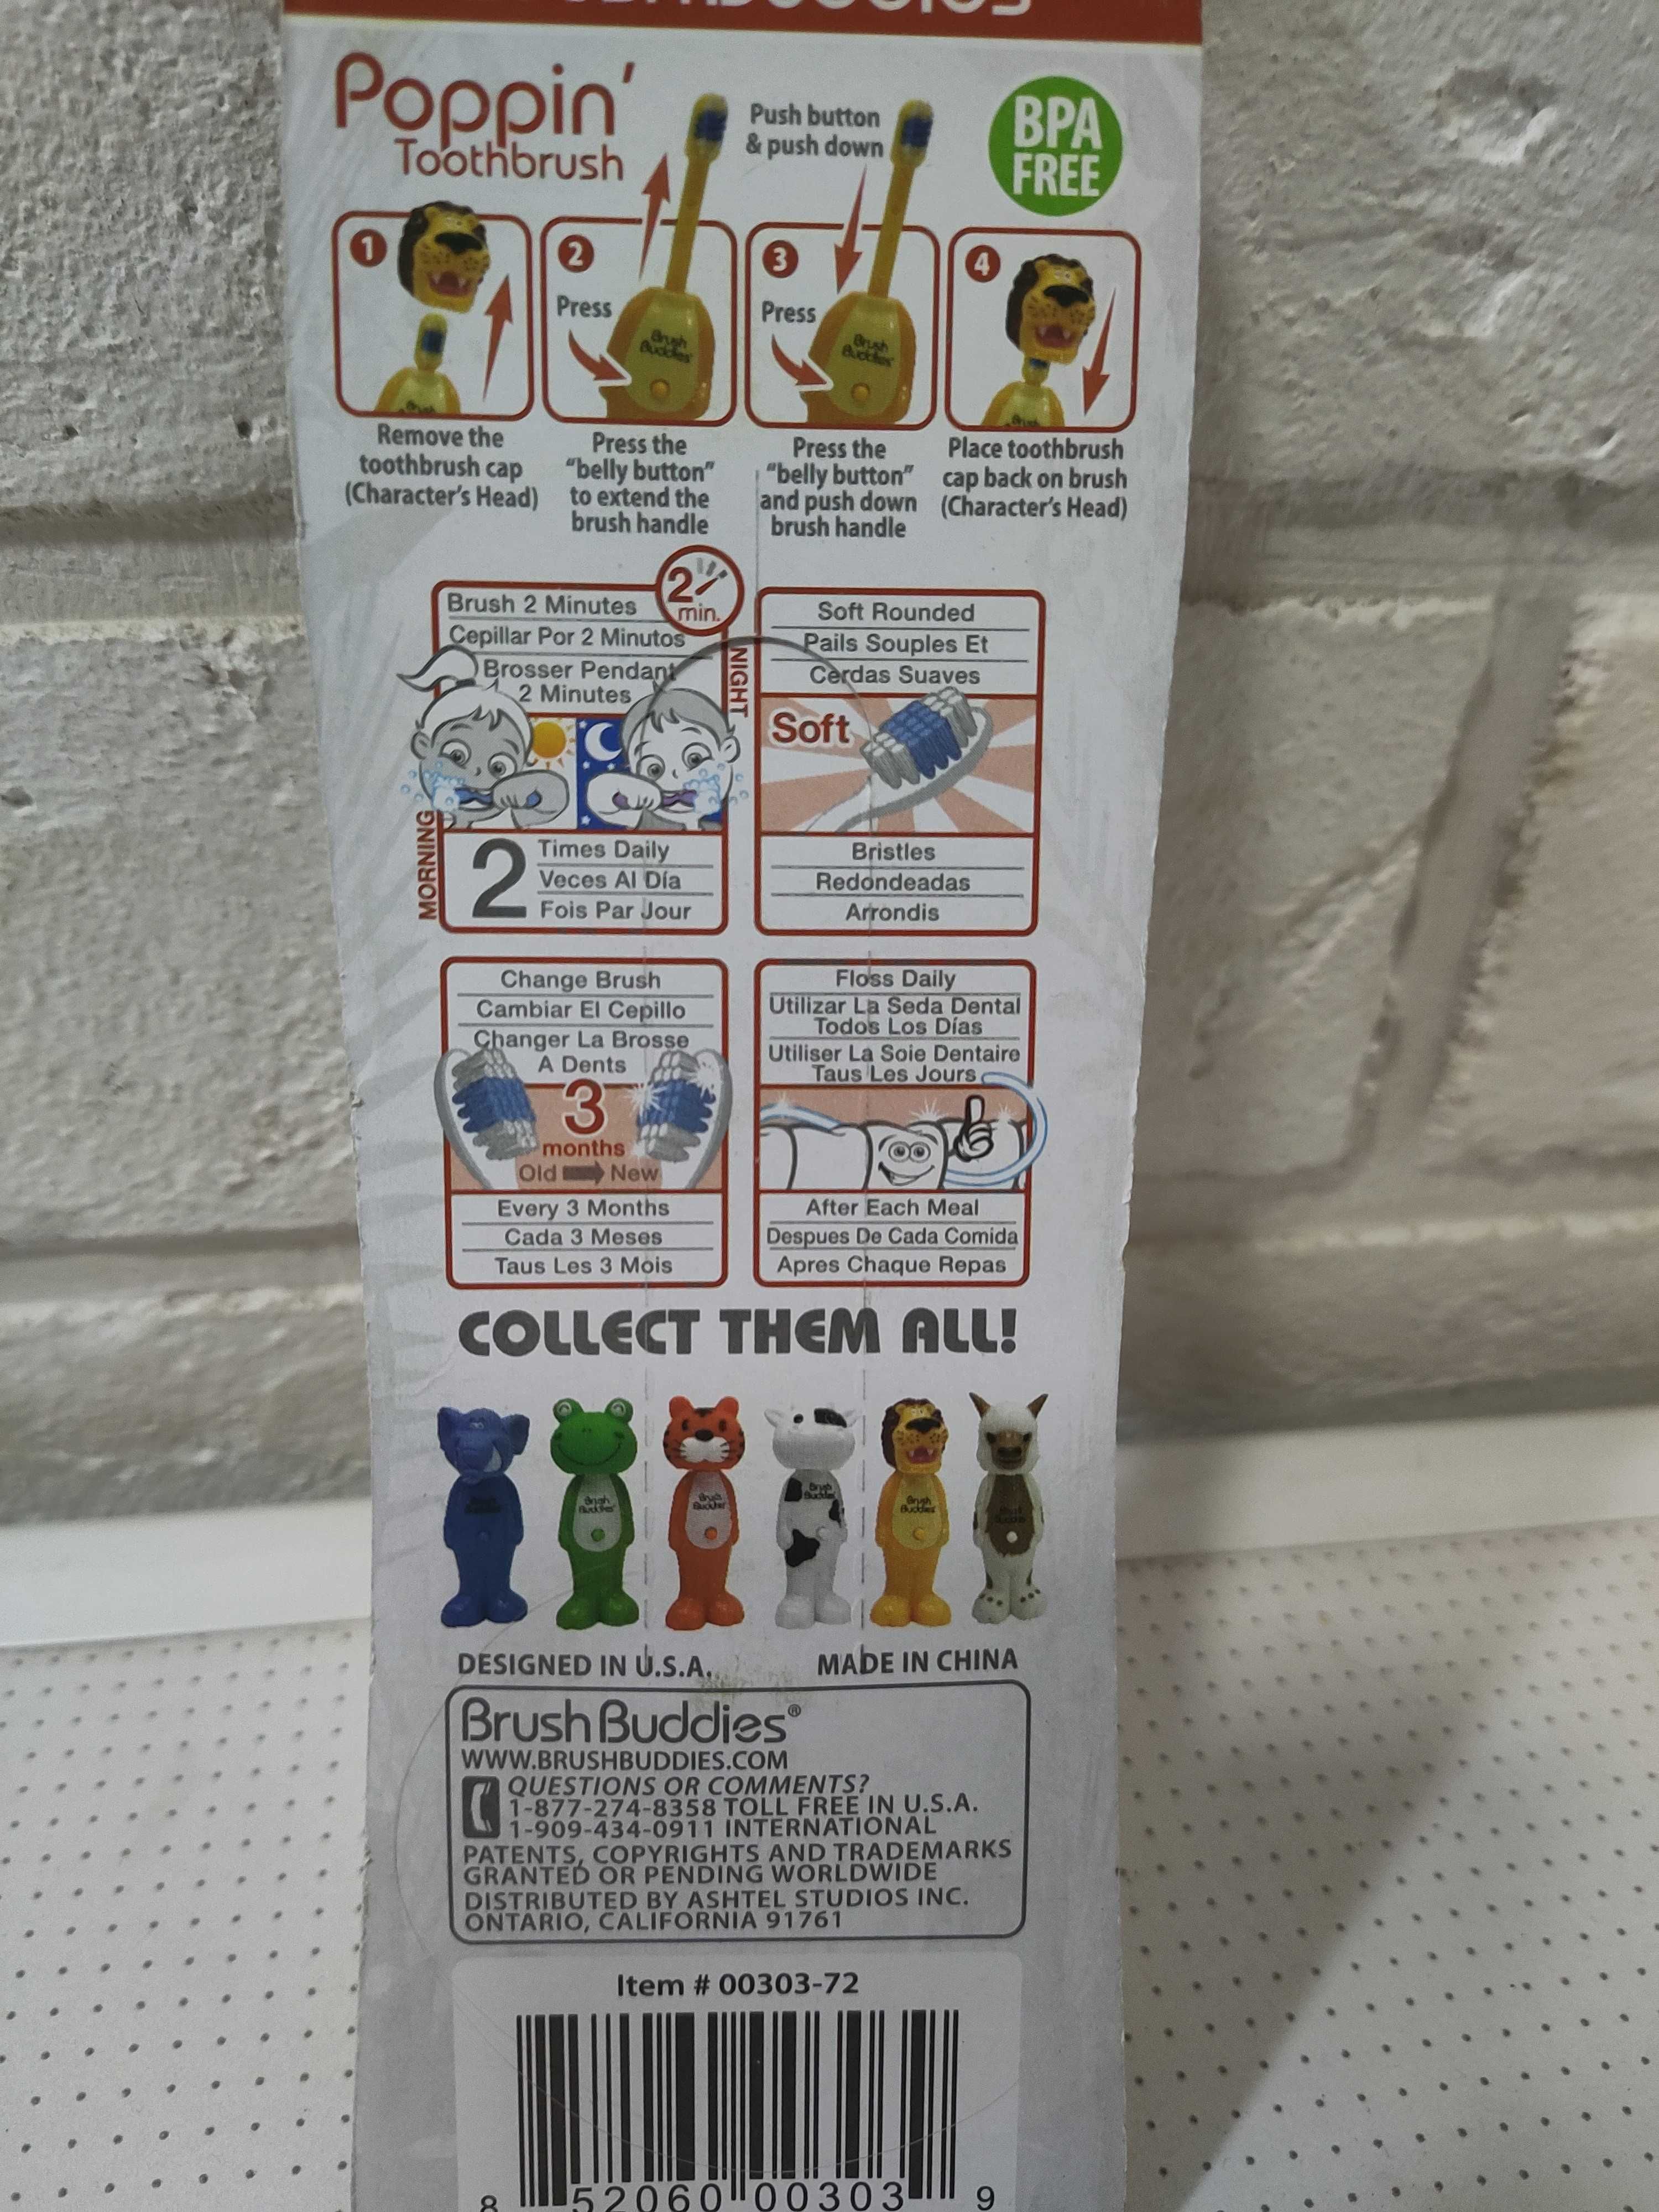 Poppin'
Toothbrush
Push button
& push down
BPA
FREE
1
2
Press
Brush
Buddies
3
Press
Brush
Buddies
4
Remove the
toothbrush cap
(Character's Head)
Press the
"belly button"
to extend the
brush handle
Press the
"belly button"
and push down
brush handle
Place toothbrush
cap back on brush
(Character's Head)
Brush 2 Minutes
2
min.
Cepillar Por 2 Minutos
Brosser Pendant
2 Minutes
NIGHT
MORNING
2
Times Daily
Veces Al Día
Fois Par Jour
Soft Rounded
Pails Souples Et
Cerdas Suaves
Soft
Bristles
Redondeadas
Arrondis
Change Brush
Cambiar El Cepillo
Changer La Brosse
A Dents
3
months
Old New
Every 3 Months
Cada 3 Meses
Taus Les 3 Mois
Floss Daily
Utilizar La Seda Dental
Todos Los Días
Utiliser La Soie Dentaire
Taus Les Jours
After Each Meal
Despues De Cada Comida
Apres Chaque Repas
COLLECT THEM ALL!
Brush
Buddies
Brush
Buddies
Brush
Buddies
Brush
Buddies
DESIGNED IN U.S.A. MADE IN CHINA
BrushBuddies®
WWW.BRUSHBUDDIES.COM
QUESTIONS OR COMMENTS?
1-877-274-8358 TOLL FREE IN U.S.A.
1-909-434-0911 INTERNATIONAL
PATENTS, COPYRIGHTS AND TRADEMARKS
GRANTED OR PENDING WORLDWIDE
DISTRIBUTED BY ASHTEL STUDIOS INC.
ONTARIO, CALIFORNIA 91761
Item # 00303-72
8 52060 00303 9